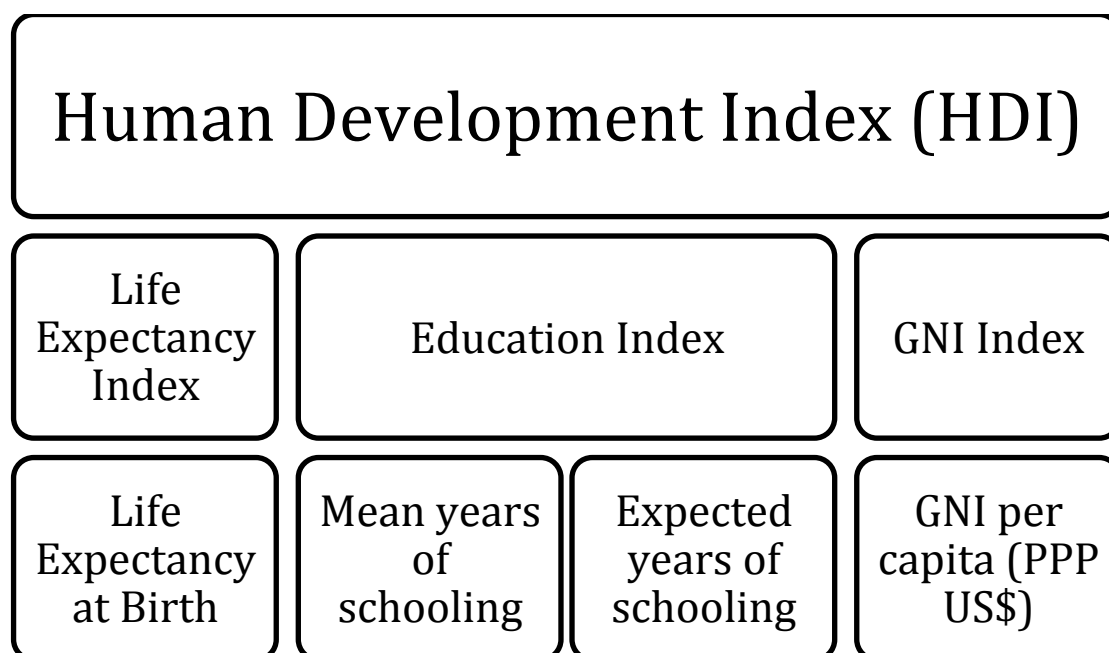 Human Development Index (HDI)
Life
Expectancy
Index
Education Index
GNI Index
Life
Expectancy
at Birth
Mean years
of
schooling
Expected
years of
schooling
GNI per
capita (PPP
US$)